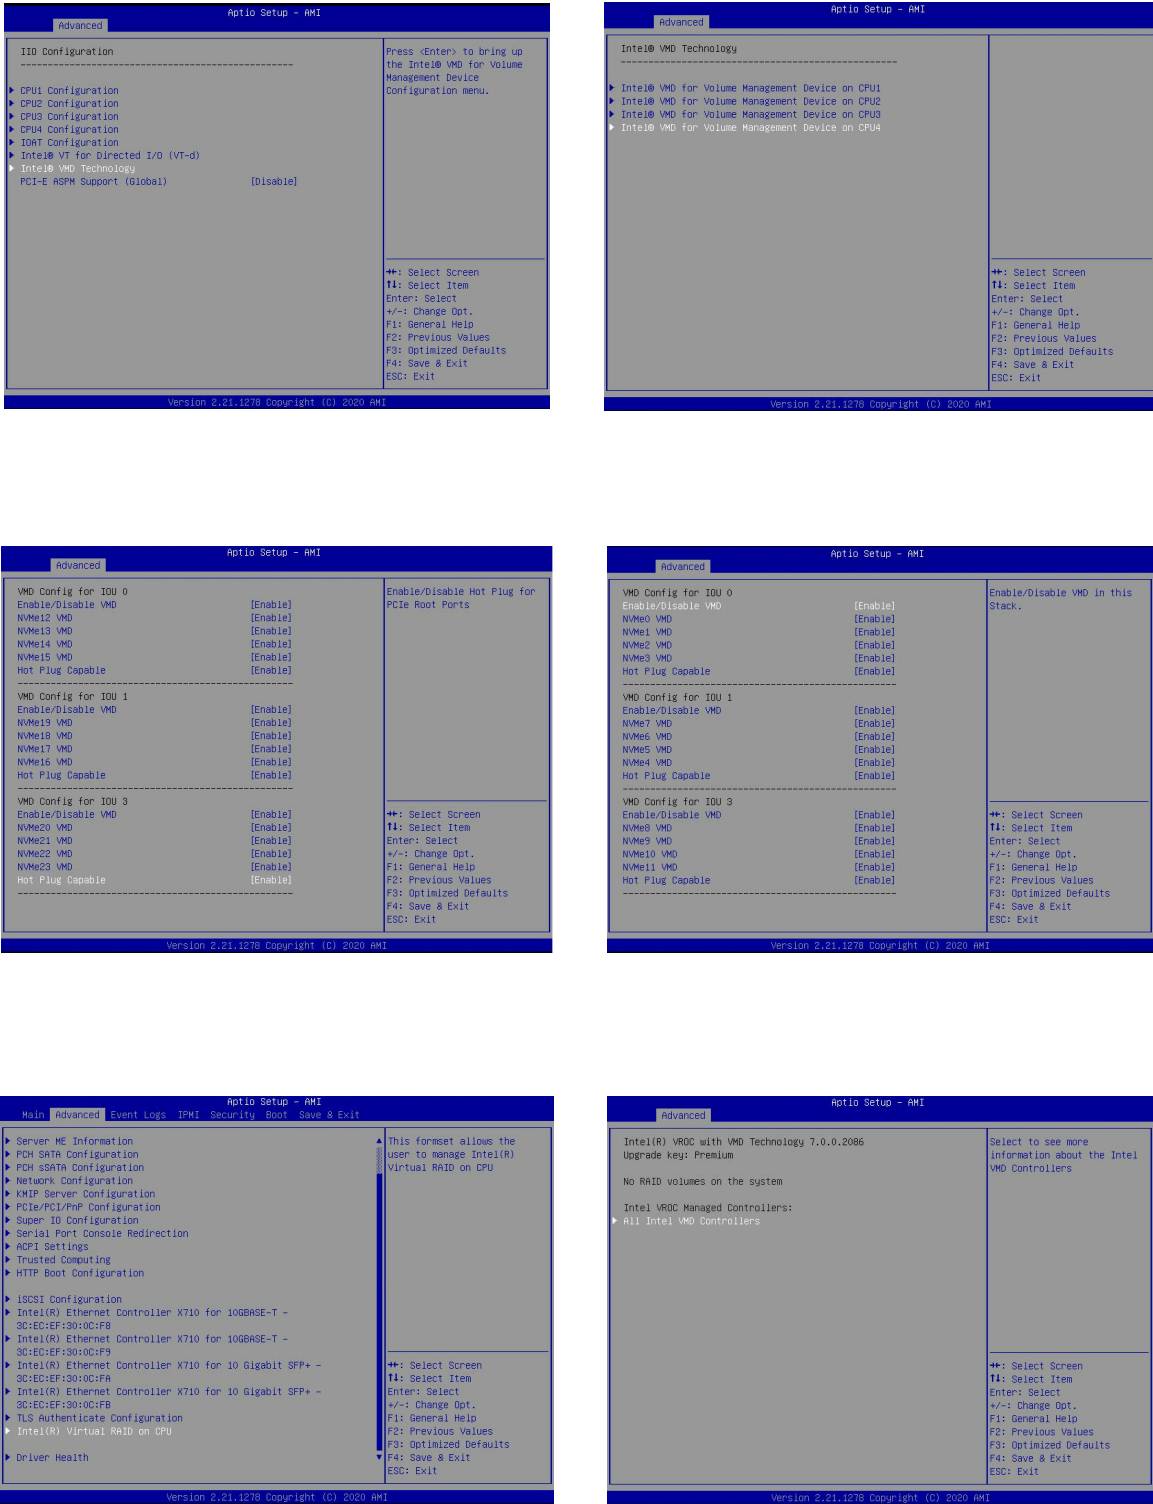 Aptio Setup – AMI
Advanced
IIO Configuration
Press <Enter> to bring up
the Intel® VMD for Volume
Management Device
Configuration menu.
CPU1 Configuration
CPU2 Configuration
CPU3 Configuration
CPU4 Configuration
IOAT Configuration
Intel® VT for Directed I/O (VT-d)
Intel® VMD Technology
PCI-E ASPM Support (Global) [Disable]
→←: Select Screen
↑↓: Select Item
Enter: Select
+/-: Change Opt.
F1: General Help
F2: Previous Values
F3: Optimized Defaults
F4: Save & Exit
ESC: Exit
Version 2.21.1278 Copyright (C) 2020 AMI
Aptio Setup – AMI
Advanced
Intel® VMD Technology
Intel® VMD for Volume Management Device on CPU1
Intel® VMD for Volume Management Device on CPU2
Intel® VMD for Volume Management Device on CPU3
Intel® VMD for Volume Management Device on CPU4
→←: Select Screen
↑↓: Select Item
Enter: Select
+/-: Change Opt.
F1: General Help
F2: Previous Values
F3: Optimized Defaults
F4: Save & Exit
ESC: Exit
Version 2.21.1278 Copyright (C) 2020 AMI
Aptio Setup – AMI
Advanced
VMD Config for IOU 0
Enable/Disable VMD [Enable]
NVMe12 VMD [Enable]
NVMe13 VMD [Enable]
NVMe14 VMD [Enable]
NVMe15 VMD [Enable]
Hot Plug Capable [Enable]
VMD Config for IOU 1
Enable/Disable VMD [Enable]
NVMe19 VMD [Enable]
NVMe18 VMD [Enable]
NVMe17 VMD [Enable]
NVMe16 VMD [Enable]
Hot Plug Capable [Enable]
VMD Config for IOU 3
Enable/Disable VMD [Enable]
NVMe20 VMD [Enable]
NVMe21 VMD [Enable]
NVMe22 VMD [Enable]
NVMe23 VMD [Enable]
Hot Plug Capable [Enable]
Enable/Disable Hot Plug for
PCIe Root Ports
→←: Select Screen
↑↓: Select Item
Enter: Select
+/-: Change Opt.
F1: General Help
F2: Previous Values
F3: Optimized Defaults
F4: Save & Exit
ESC: Exit
Version 2.21.1278 Copyright (C) 2020 AMI
Aptio Setup – AMI
Advanced
VMD Config for IOU 0
Enable/Disable VMD [Enable]
NVMe0 VMD [Enable]
NVMe1 VMD [Enable]
NVMe2 VMD [Enable]
NVMe3 VMD [Enable]
Hot Plug Capable [Enable]
VMD Config for IOU 1
Enable/Disable VMD [Enable]
NVMe7 VMD [Enable]
NVMe6 VMD [Enable]
NVMe5 VMD [Enable]
NVMe4 VMD [Enable]
Hot Plug Capable [Enable]
VMD Config for IOU 3
Enable/Disable VMD [Enable]
NVMe8 VMD [Enable]
NVMe9 VMD [Enable]
NVMe10 VMD [Enable]
NVMe11 VMD [Enable]
Hot Plug Capable [Enable]
Enable/Disable VMD in this
Stack.
→←: Select Screen
↑↓: Select Item
Enter: Select
+/-: Change Opt.
F1: General Help
F2: Previous Values
F3: Optimized Defaults
F4: Save & Exit
ESC: Exit
Version 2.21.1278 Copyright (C) 2020 AMI
Aptio Setup – AMI
Main Advanced Event Logs IPMI Security Boot Save & Exit
Server ME Information
PCH SATA Configuration
PCH sSATA Configuration
Network Configuration
KMIP Server Configuration
PCIe/PCI/PnP Configuration
Super IO Configuration
Serial Port Console Redirection
ACPI Settings
Trusted Computing
HTTP Boot Configuration
iSCSI Configuration
Intel(R) Ethernet Controller X710 for 10GBASE-T –
3C:EC:EF:30:0C:F8
Intel(R) Ethernet Controller X710 for 10GBASE-T –
3C:EC:EF:30:0C:F9
Intel(R) Ethernet Controller X710 for 10 Gigabit SFP+ –
3C:EC:EF:30:0C:FA
Intel(R) Ethernet Controller X710 for 10 Gigabit SFP+ –
3C:EC:EF:30:0C:FB
TLS Authenticate Configuration
Intel(R) Virtual RAID on CPU
Driver Health
This formset allows the
user to manage Intel(R)
Virtual RAID on CPU
→←: Select Screen
↑↓: Select Item
Enter: Select
+/-: Change Opt.
F1: General Help
F2: Previous Values
F3: Optimized Defaults
F4: Save & Exit
ESC: Exit
Version 2.21.1278 Copyright (C) 2020 AMI
Aptio Setup – AMI
Advanced
Intel(R) VROC with VMD Technology 7.0.0.2086
Upgrade key: Premium
No RAID volumes on the system
Intel VROC Managed Controllers:
All Intel VMD Controllers
Select to see more
information about the Intel
VMD Controllers
→←: Select Screen
↑↓: Select Item
Enter: Select
+/-: Change Opt.
F1: General Help
F2: Previous Values
F3: Optimized Defaults
F4: Save & Exit
ESC: Exit
Version 2.21.1278 Copyright (C) 2020 AMI